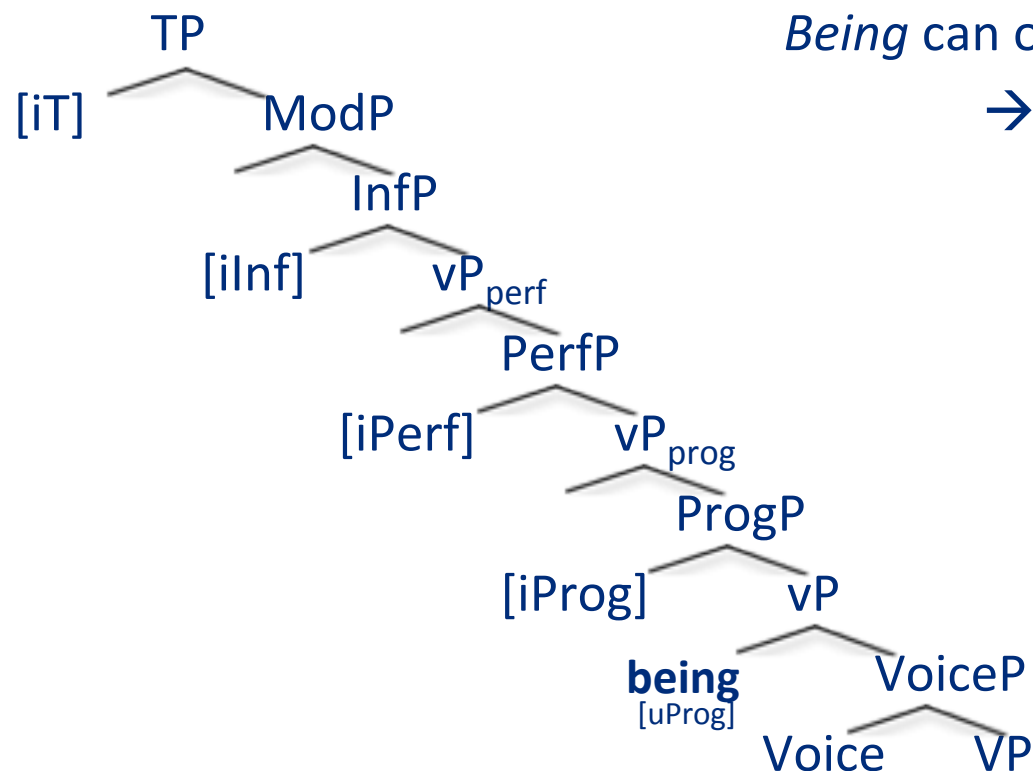 TP
Being can
[iT]
ModP →
InfP
[iInf]
vPperf
PerfP
[iPerf]
vPprog
ProgP
[iProg]
vP
being
VoiceP
[uProg]
Voice
VP